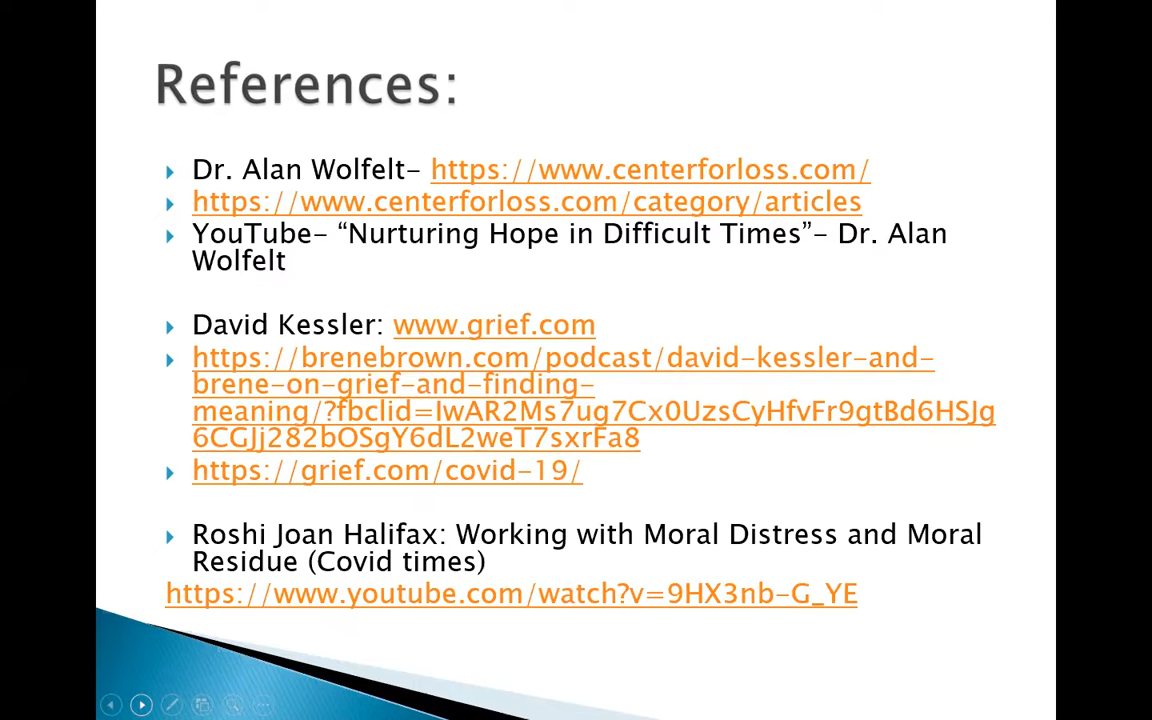 References:
Dr. Alan Wolfelt- https://www.centerforloss.com/
https://www.centerforloss.com/category/articles
YouTube- “Nurturing Hope in Difficult Times”- Dr. Alan
Wolfelt
David Kessler: www.grief.com
https://brenebrown.com/podcast/david-kessler-and-
brene-on-grief-and-finding-
meaning/?fbclid=IwAR2Ms7ug7Cx0UzsCyHfvFr9gtBd6HSJg
6CGJj282bOSgY6dL2weT7sxrFa8
https://grief.com/covid-19/
Roshi Joan Halifax: Working with Moral Distress and Moral
Residue (Covid times)
https://www.youtube.com/watch?v=9HX3nb-G_YE